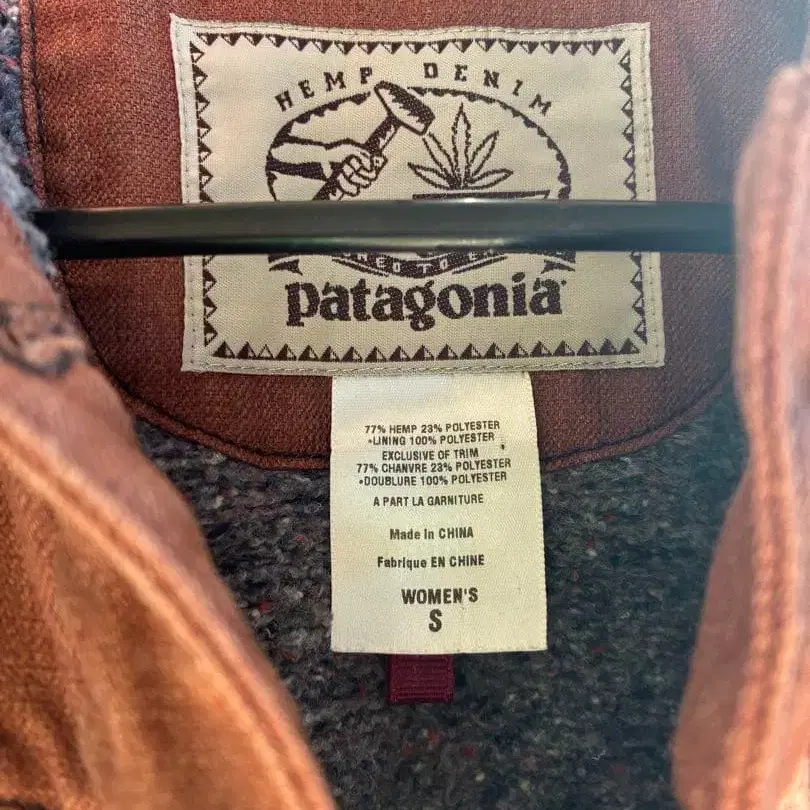 HEMP DENIM
patagonia
77% HEMP 23% POLYESTER
•LINING 100% POLYESTER
EXCLUSIVE OF TRIM
77% CHANVRE 23% POLYESTER
•DOUBLURE 100% POLYESTER
A PART LA GARNITURE
Made In CHINA
Fabrique EN CHINE
WOMEN'S
S